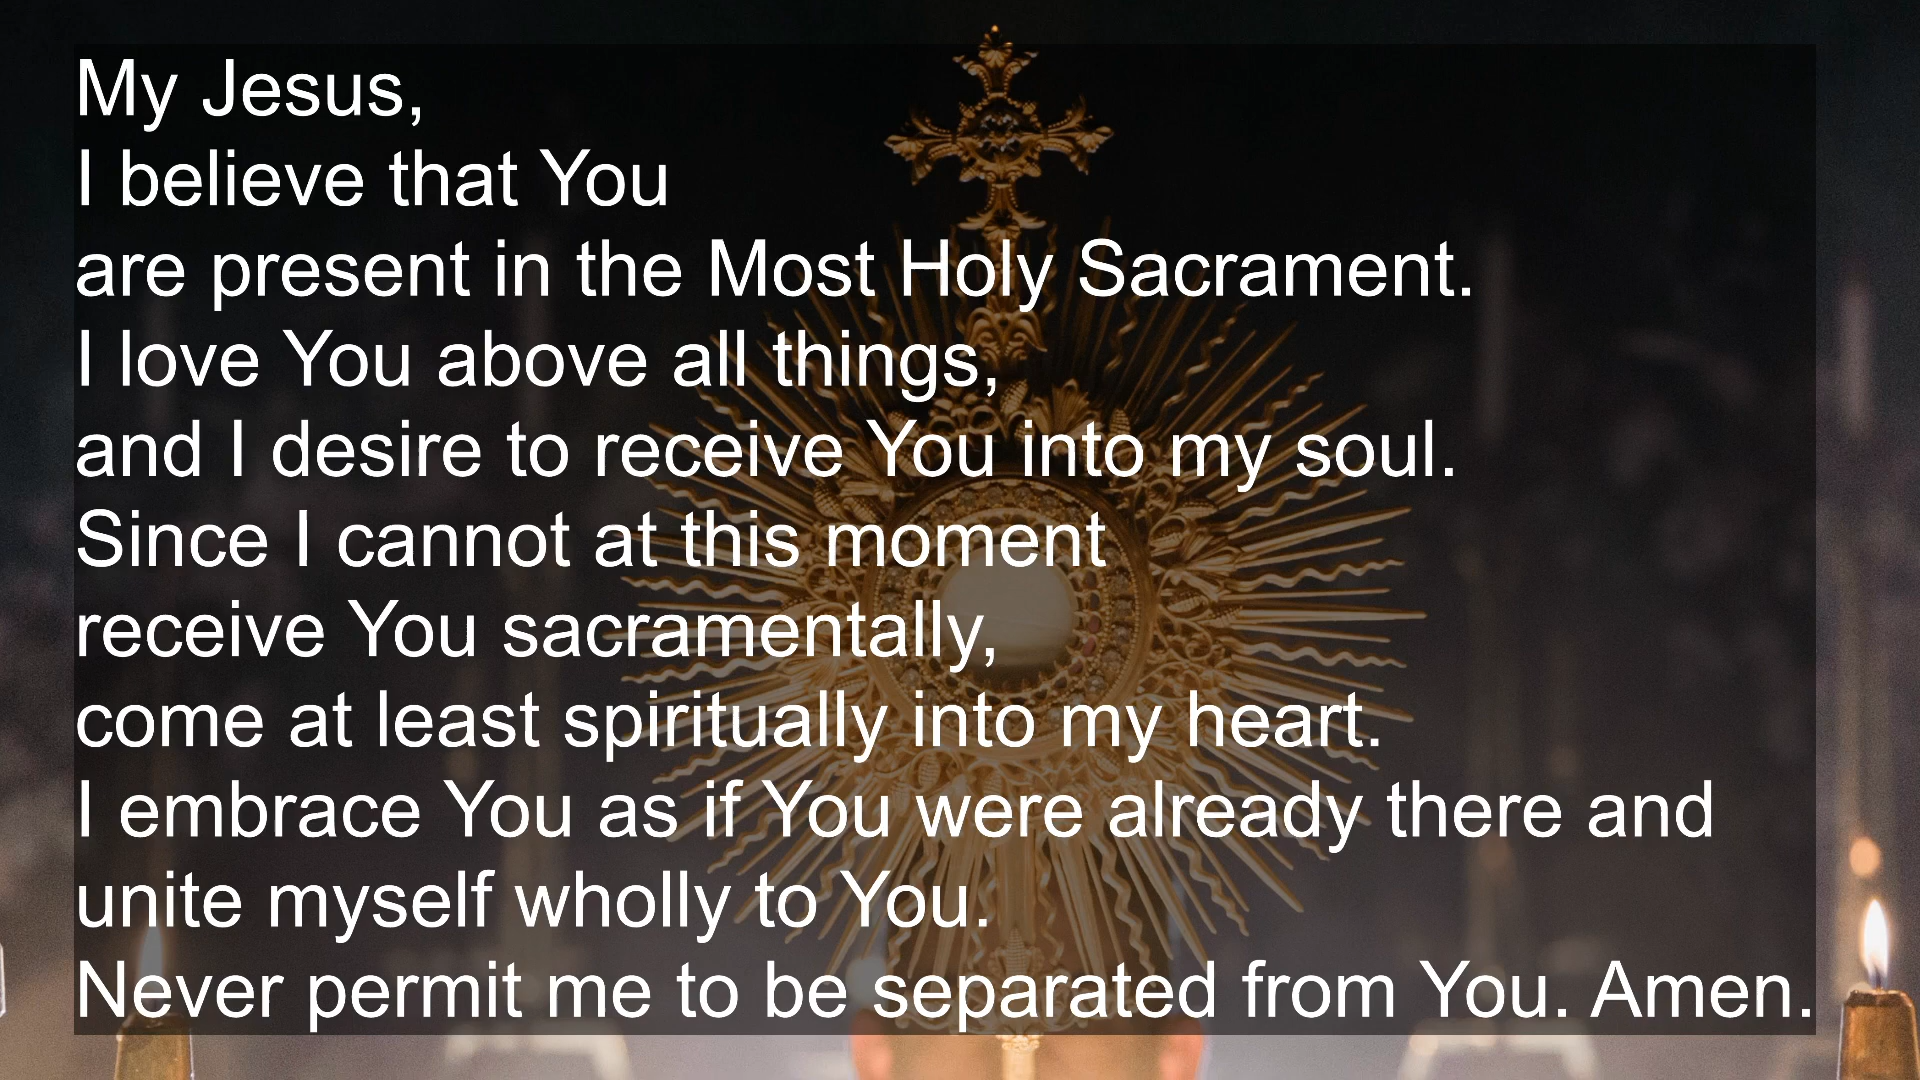 My Jesus,
I believe that You
are present in the Most Holy Sacrament.
I love You above all things,
and I desire to receive You into my soul.
Since I cannot at this moment
receive You sacramentally,
come at least spiritually into my heart.
I embrace You as if You were already there and
unite myself wholly to You.
Never permit me to be separated from You. Amen.